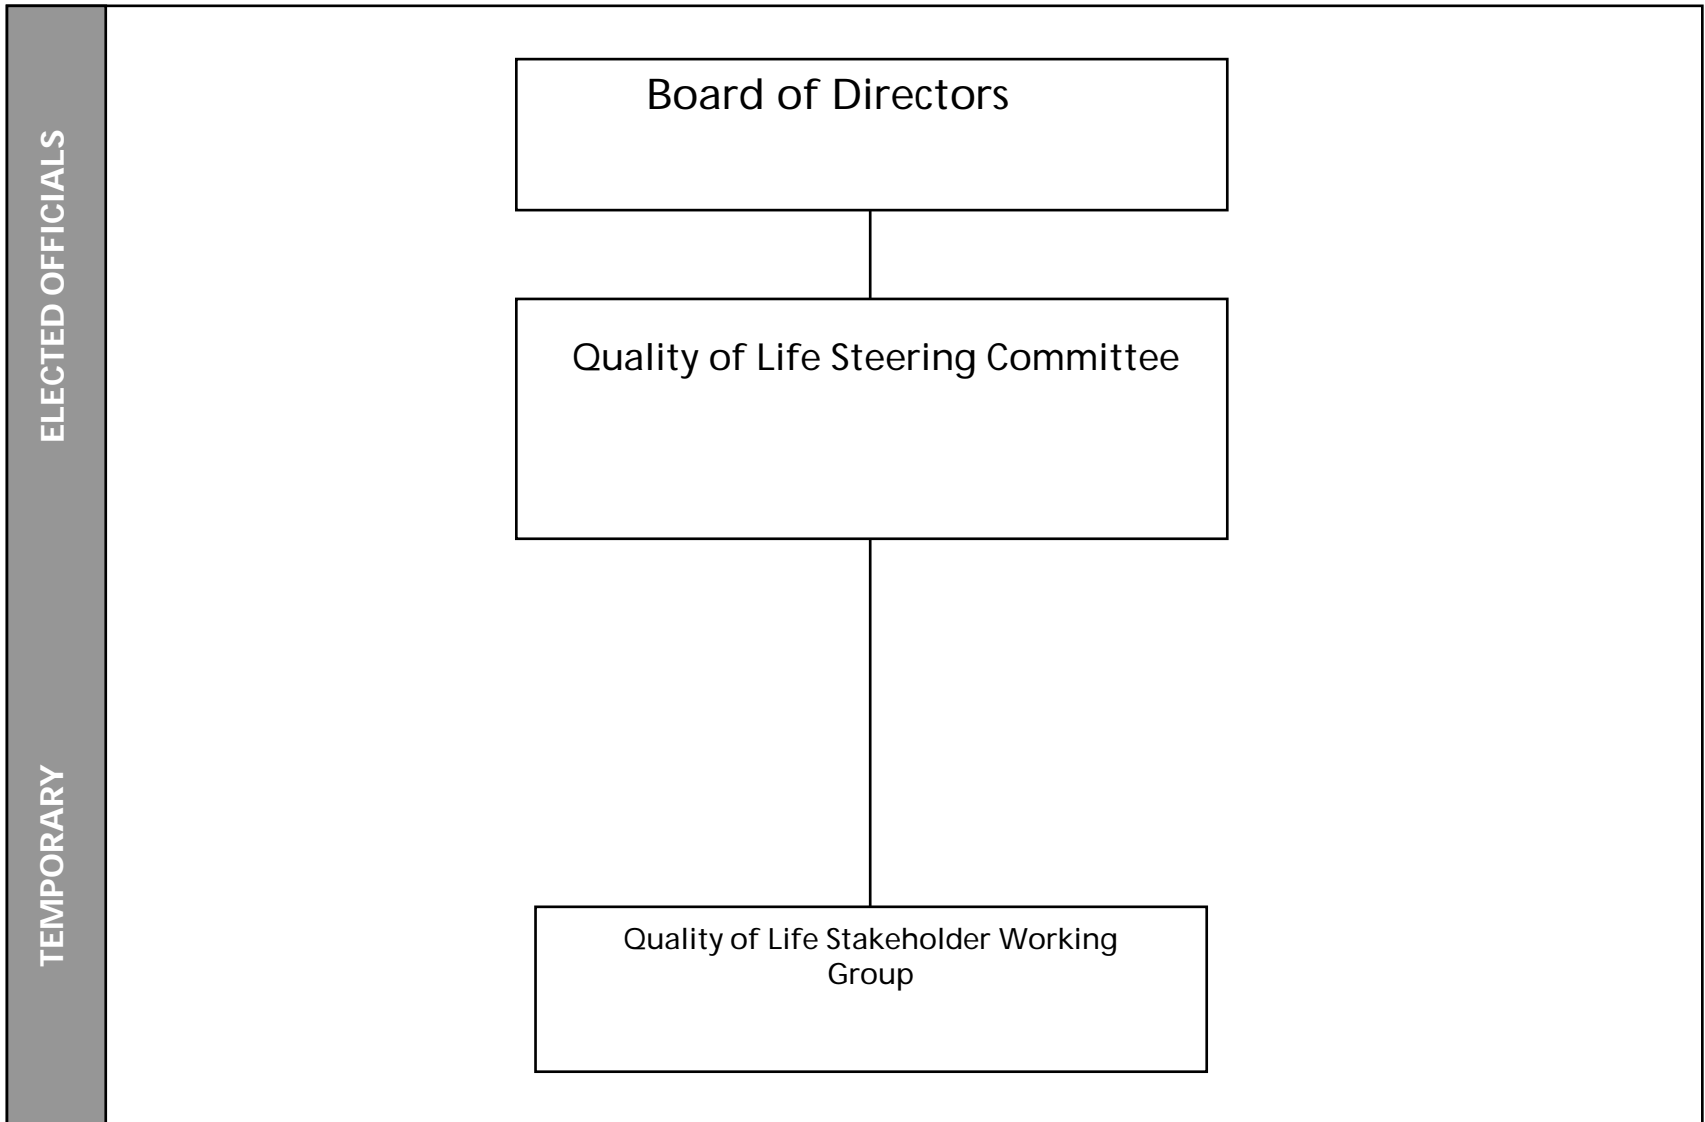 ELECTED OFFICIALS
Board of Directors
Quality of Life Steering Committee
TEMPORARY
Quality of Life Stakeholder Working
Group